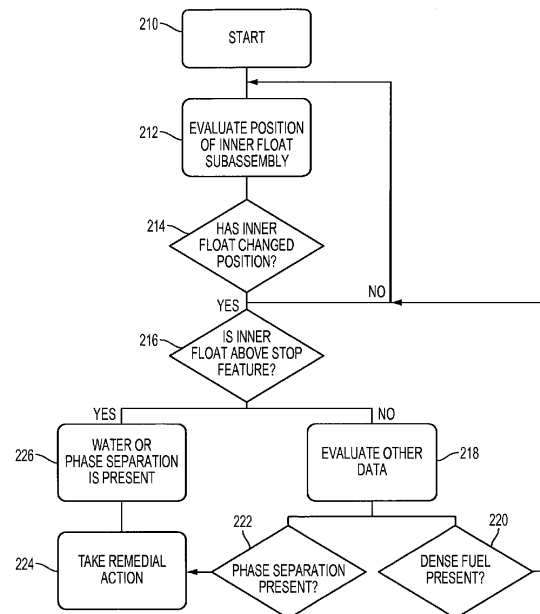 210
START
212
EVALUATE POSITION
OF INNER FLOAT
SUBASSEMBLY
214
HAS INNER
FLOAT CHANGED
POSITION?
YES
NO
216
IS INNER
FLOAT ABOVE STOP
FEATURE?
YES
NO
226
WATER OR
PHASE SEPARATION
IS PRESENT
EVALUATE OTHER
DATA
218
224
TAKE REMEDIAL
ACTION
222
PHASE SEPARATION
PRESENT?
220
DENSE FUEL
PRESENT?